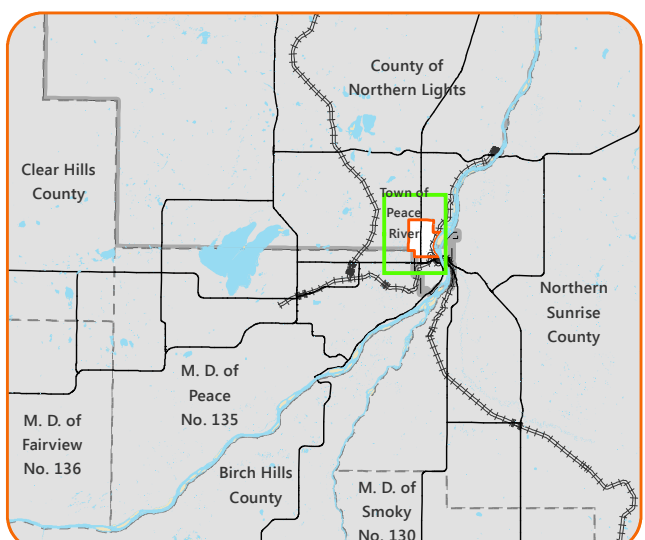 County of
Northern Lights
Clear Hills
County
Town of
Peace
River
Northern
Sunrise
County
M. D. of
Peace
No. 135
M. D. of
Fairview
No. 136
Birch Hills
County
M. D. of
Smoky
No. 130